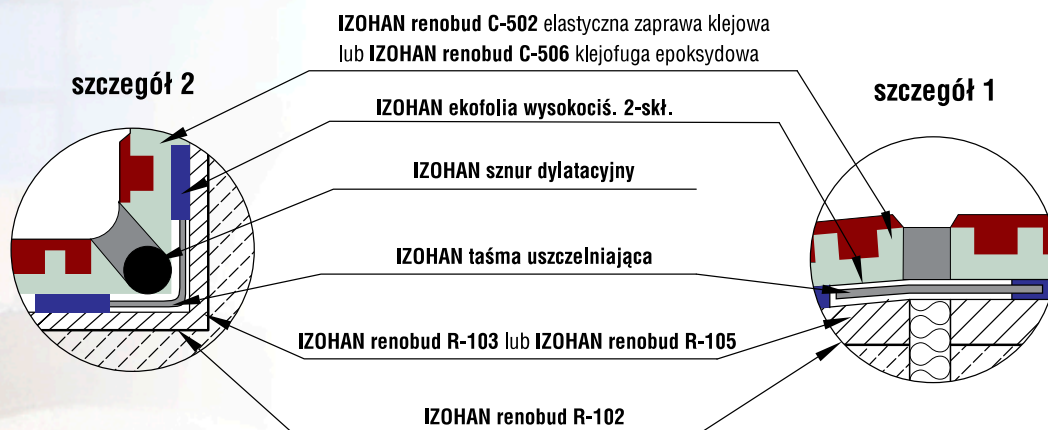 IZOHAN renobud C-502 elastyczna zaprawa klejowa
lub IZOHAN renobud C-506 klejofuga epoksydowa
szczegół 2
szczegół 1
IZOHAN ekofolia wysokociś. 2-skł.
IZOHAN sznur dylatacyjny
IZOHAN taśma uszczelniająca
IZOHAN renobud R-103 lub IZOHAN renobud R-105
IZOHAN renobud R-102